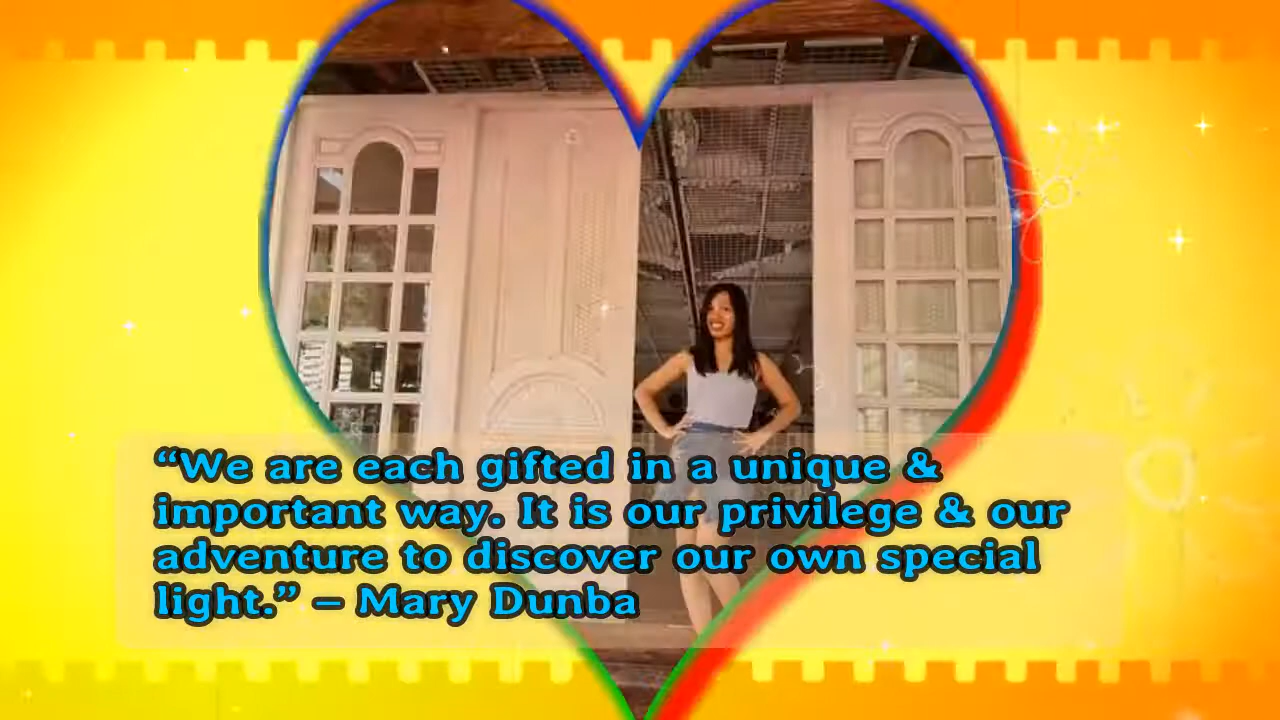 “We are each gifted in a unique &
important way. It is our privilege & our
adventure to discover our own special
light.” – Mary Dunba